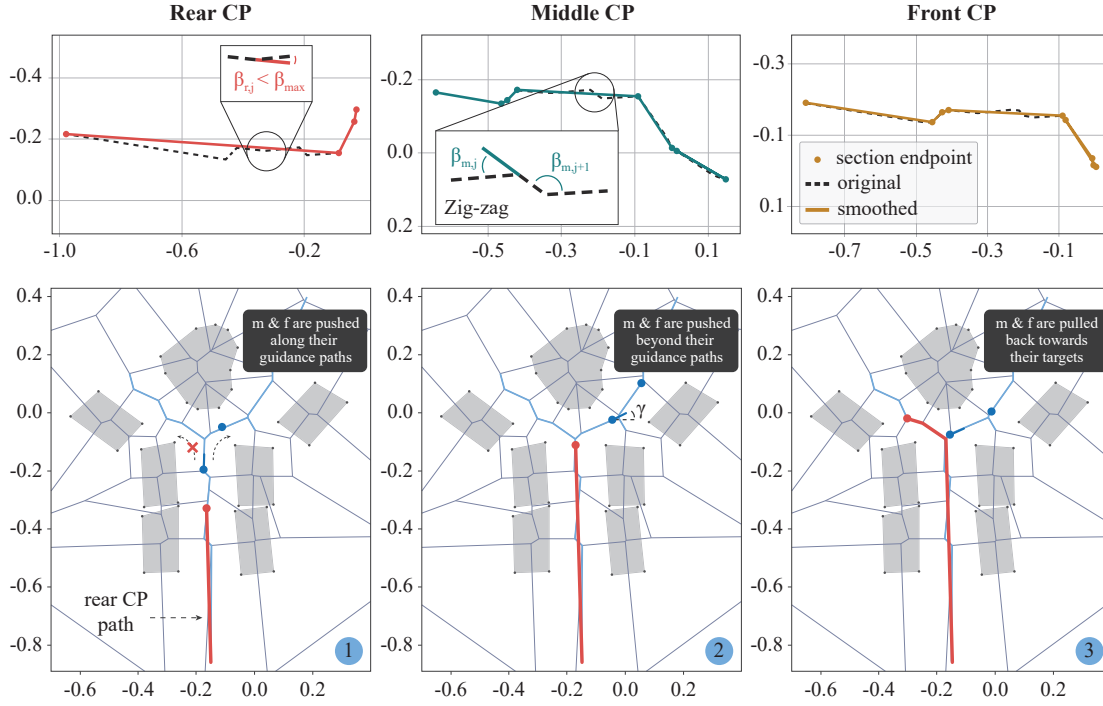 Rear CP
Middle CP
Front CP
-0.4
-0.2
0.0
-1.0
-0.6
-0.2
βr,j < βmax
-0.2
0.0
0.2
-0.5
-0.3
-0.1
0.1
βm,j
βm,j+1
Zig-zag
-0.3
-0.1
0.1
-0.7
-0.5
-0.3
-0.1
section endpoint
original
smoothed
0.4
0.2
0.0
-0.2
-0.4
-0.6
-0.8
-0.6
-0.4
-0.2
0.0
0.2
m & f are pushed
along their
guidance paths
rear CP
path
1
0.4
0.2
0.0
-0.2
-0.4
-0.6
-0.8
-0.6
-0.4
-0.2
0.0
0.2
m & f are pushed
beyond their
guidance paths
γ
2
0.4
0.2
0.0
-0.2
-0.4
-0.6
-0.8
-0.6
-0.4
-0.2
0.0
0.2
m & f are pulled
back towards
their targets
3